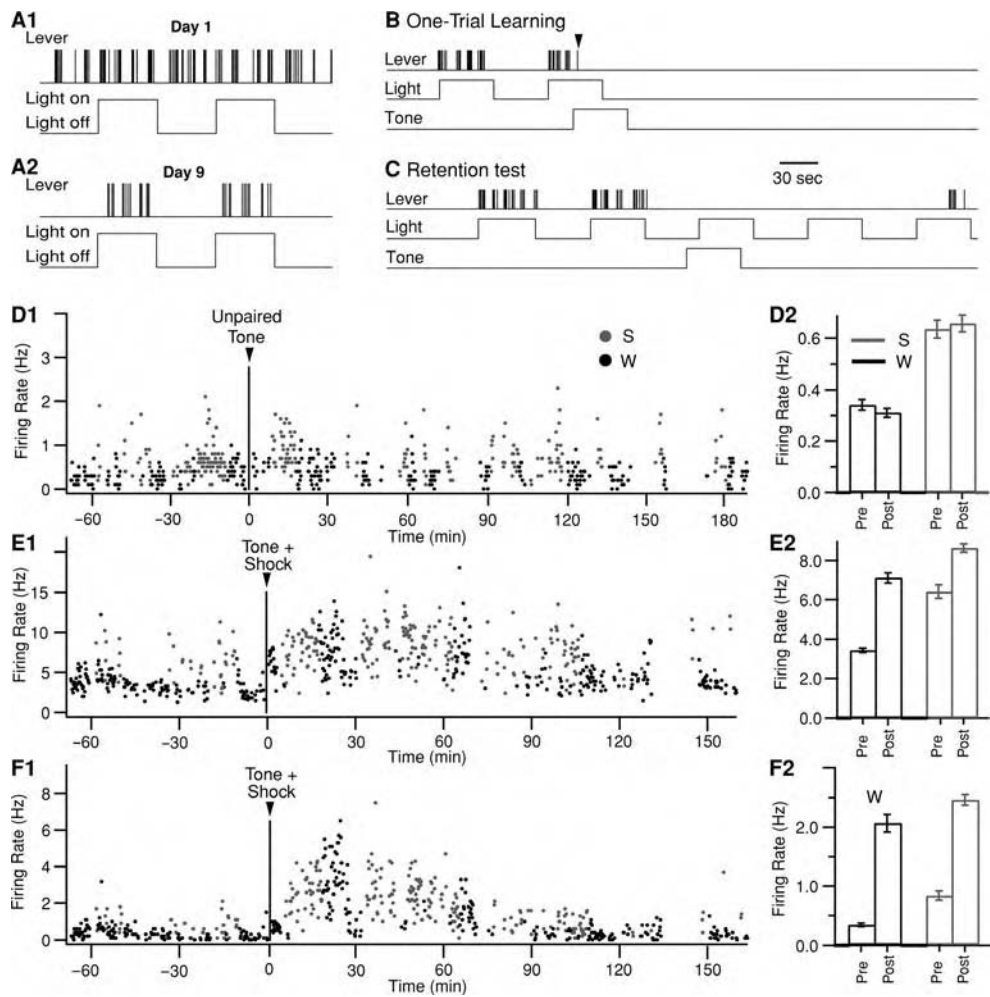 A1
Day 1
Lever
Light on
Light off
A2
Day 9
Lever
Light on
Light off
B One-Trial Learning
Lever
Light
Tone
C Retention test
30 sec
Lever
Light
Tone
D1
Unpaired
Tone
S
W
Firing Rate (Hz)
3
2
1
0
−60
−30
0
30
60
90
120
150
180
Time (min)
D2
S
W
Firing Rate (Hz)
0.6
0.4
0.2
0.0
Pre
Post
Pre
Post
E1
Tone +
Shock
Firing Rate (Hz)
15
10
5
0
−60
−30
0
30
60
90
120
150
Time (min)
E2
Firing Rate (Hz)
8.0
6.0
4.0
2.0
0.0
Pre
Post
Pre
Post
F1
Tone +
Shock
Firing Rate (Hz)
8
6
4
2
0
−60
−30
0
30
60
90
120
150
Time (min)
F2
W
Firing Rate (Hz)
2.0
1.0
0.0
Pre
Post
Pre
Post